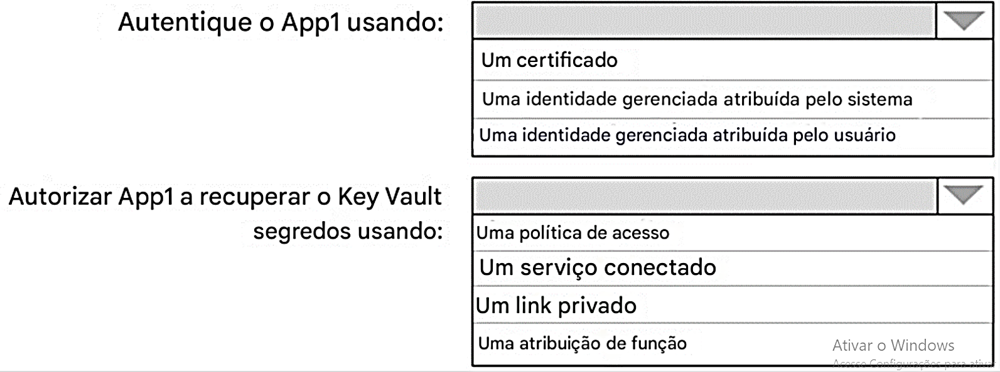 Autentique o App1 usando:
Um certificado
Uma identidade gerenciada atribuída pelo sistema
Uma identidade gerenciada atribuída pelo usuário
Autorizar App1 a recuperar o Key Vault
segredos usando:
Uma política de acesso
Um serviço conectado
Um link privado
Uma atribuição de função
Ativar o Windows
Acesse Configurações para ativar